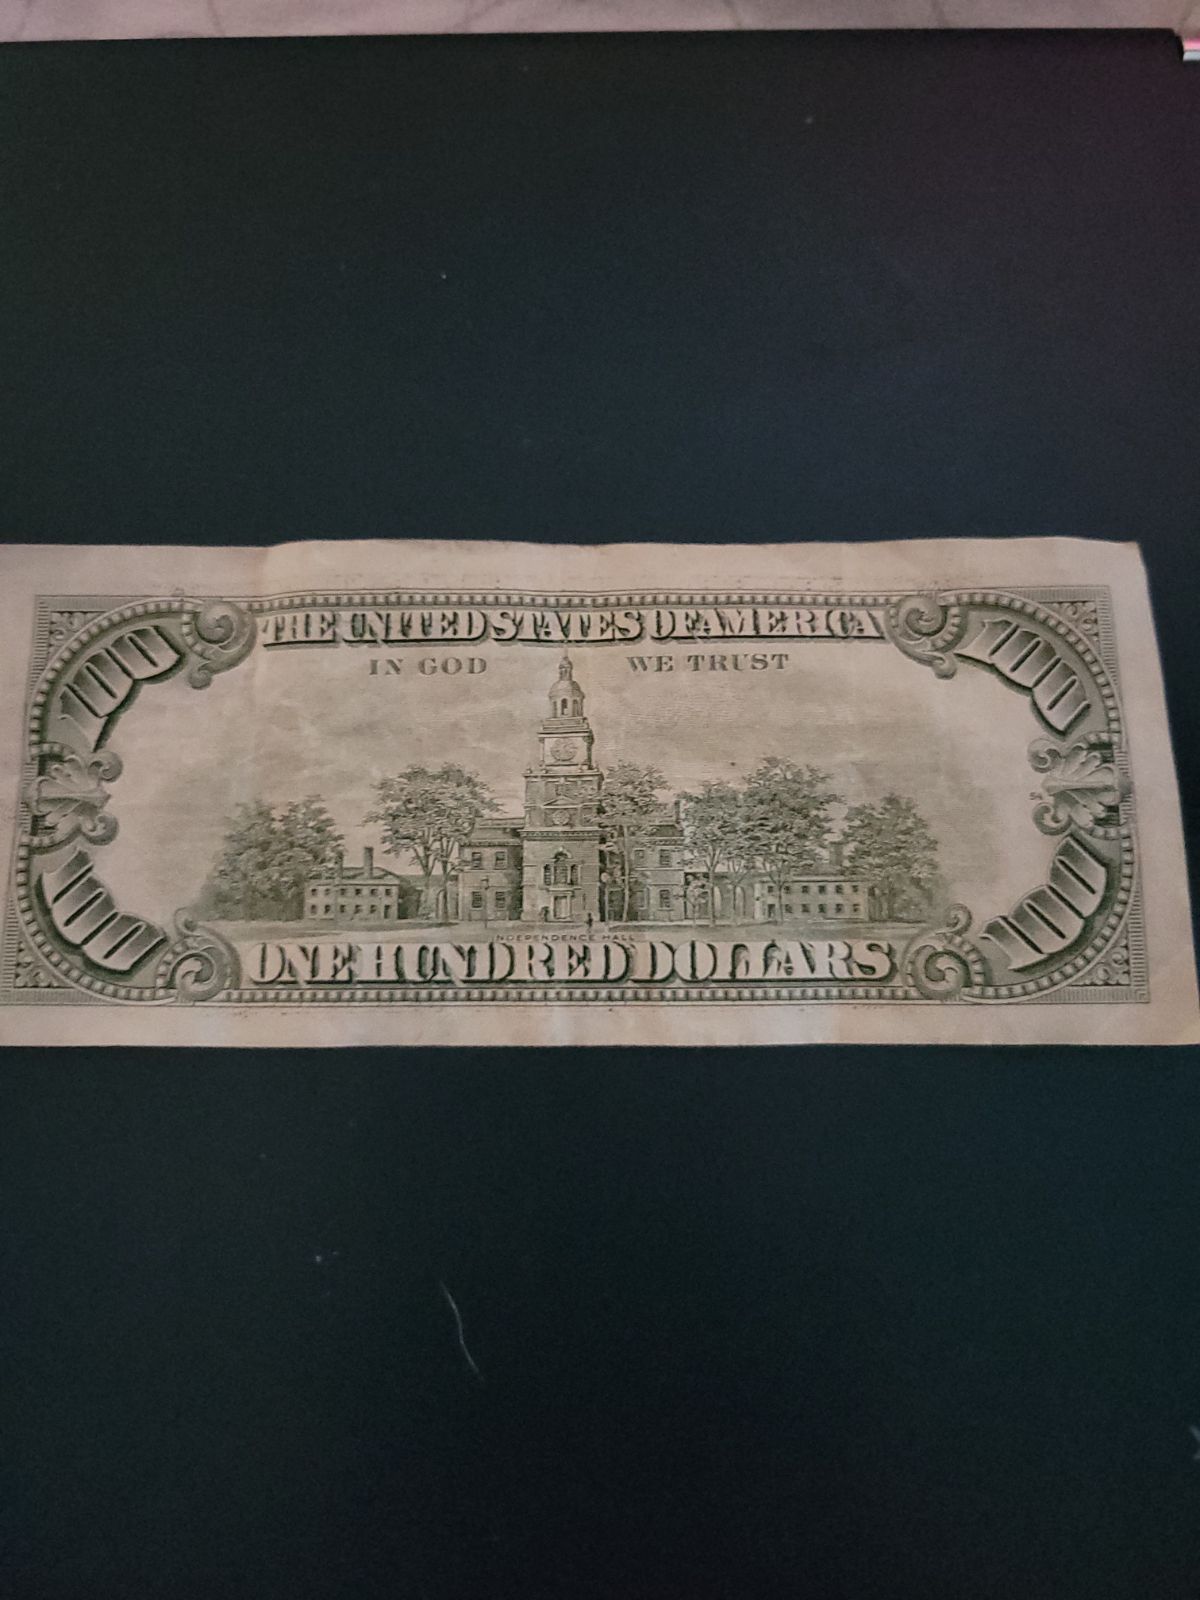 THE UNITED STATES OF AMERICA
100 100
IN GOD WE TRUST
INDEPENDENCE HALL
100 100
ONE HUNDRED DOLLARS